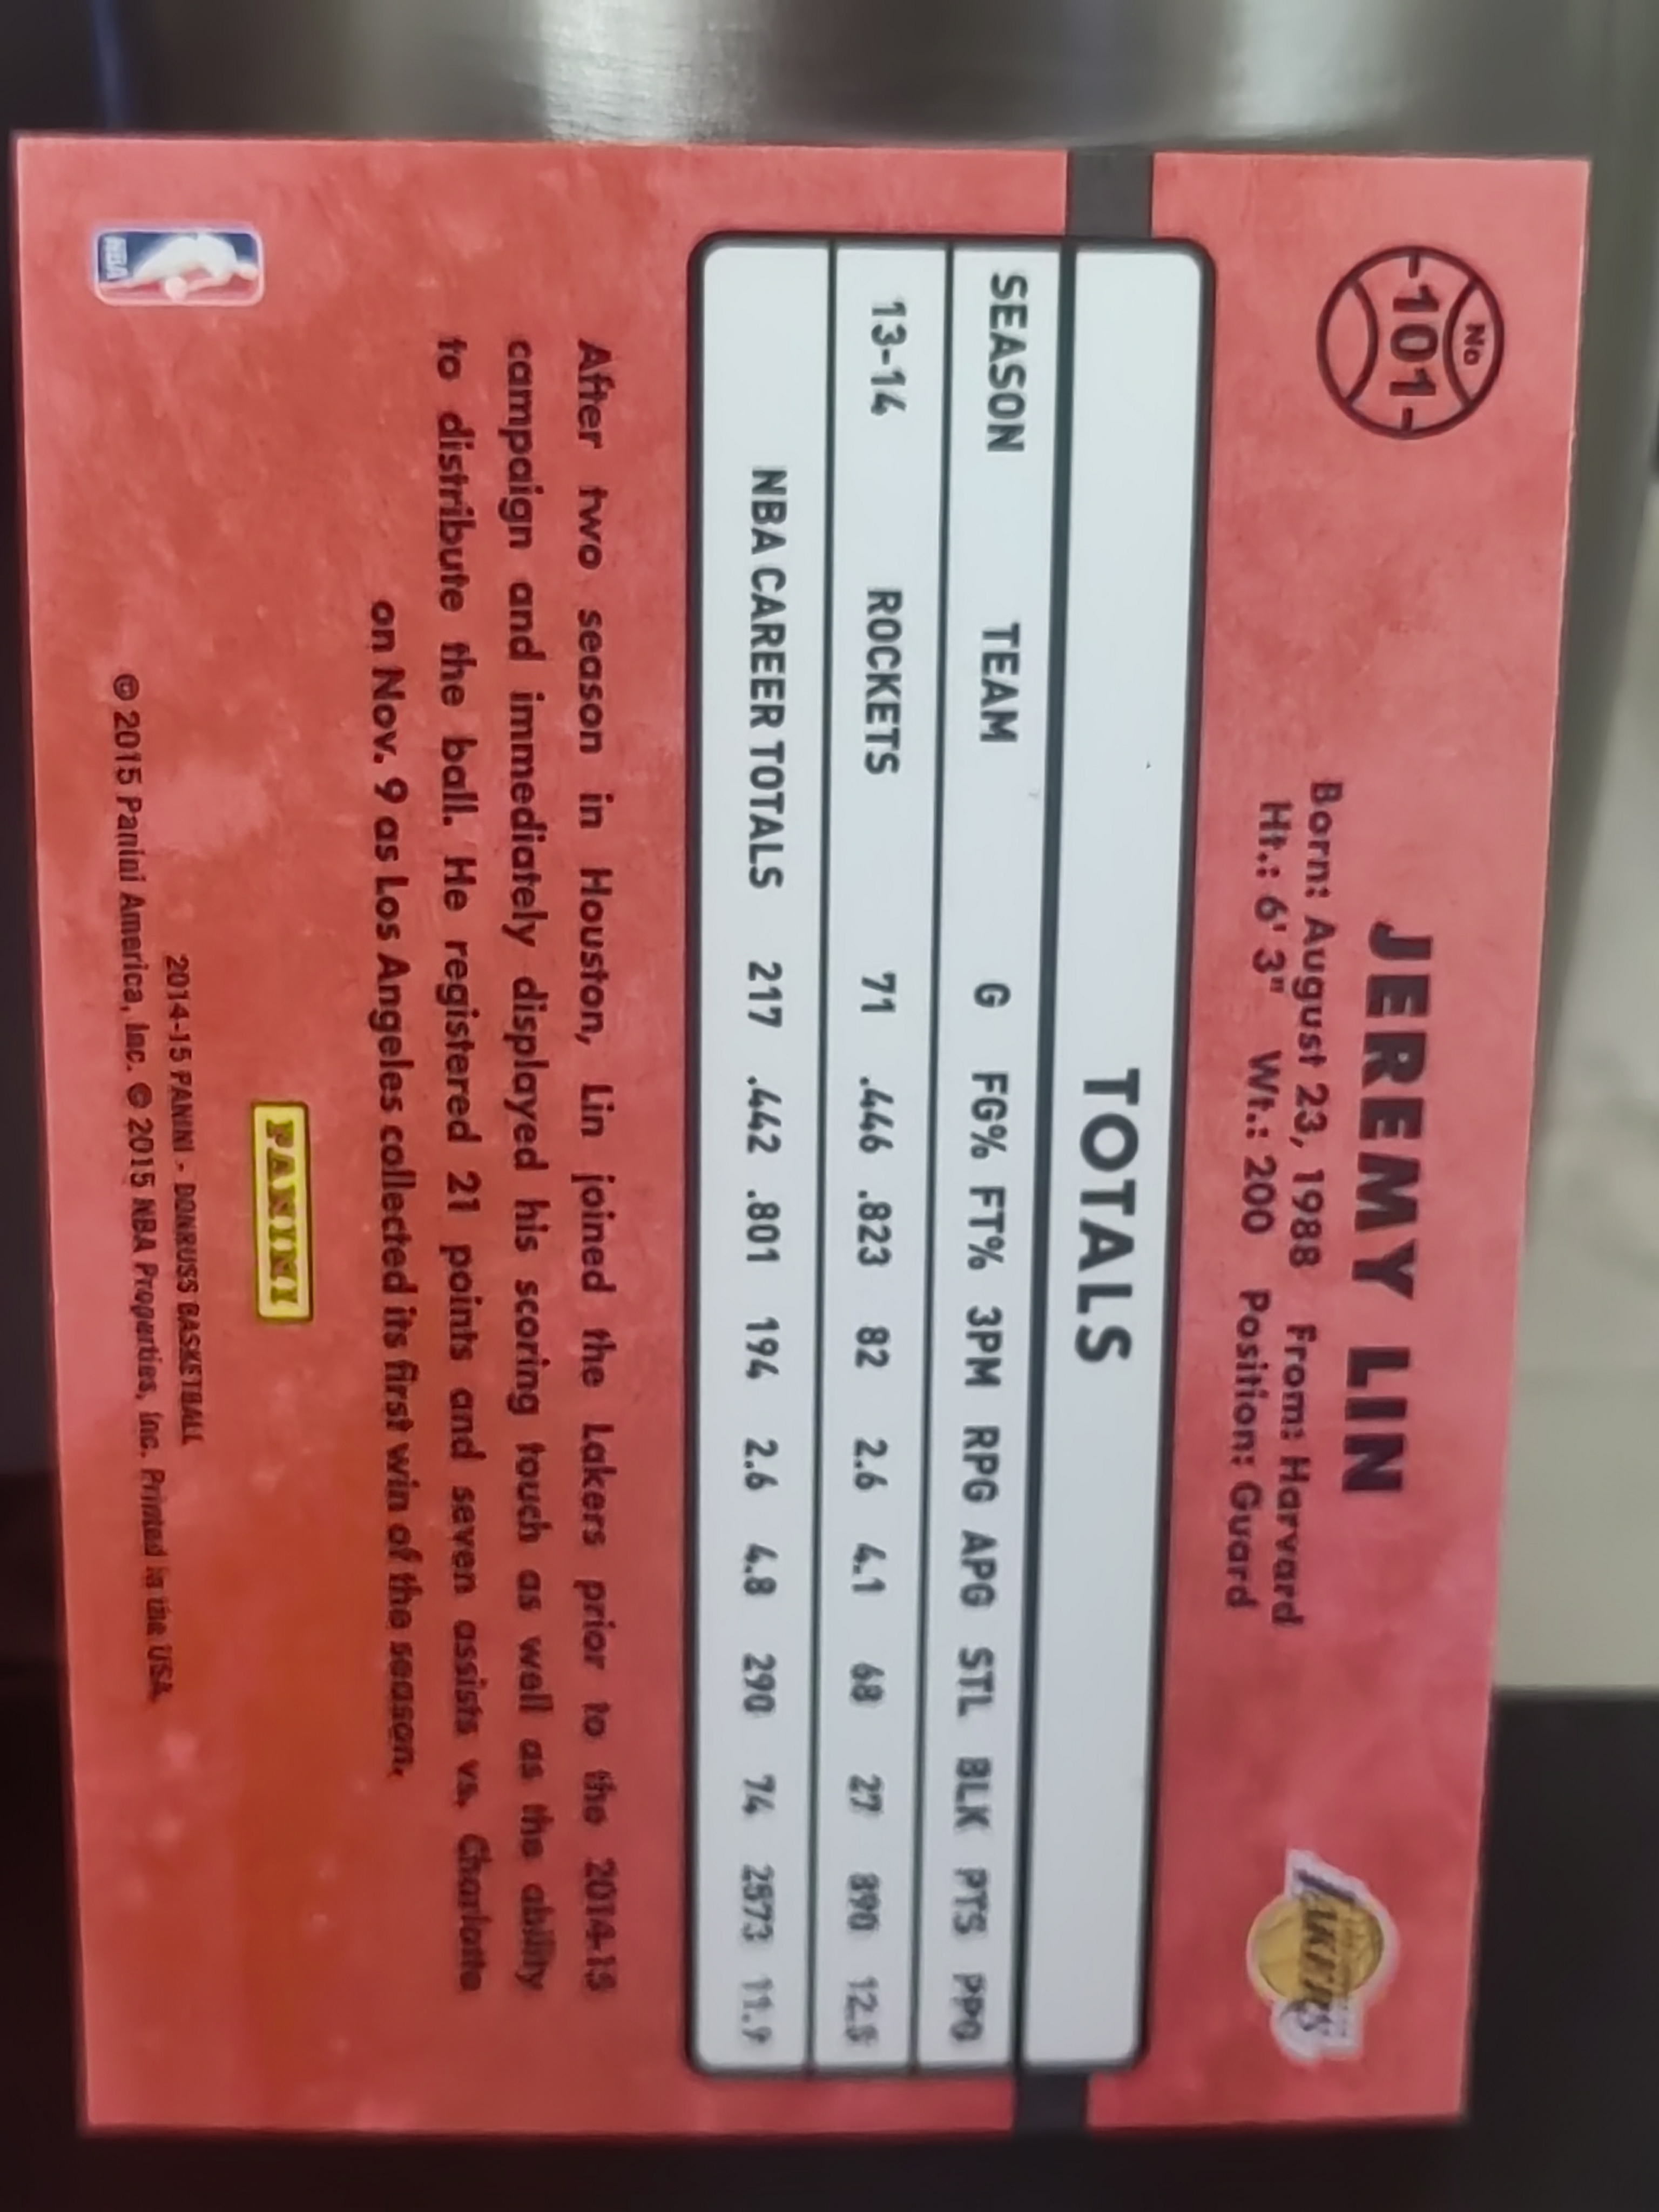 No
-101-
JEREMY LIN
Born: August 23, 1988 From: Harvard
Ht.: 6' 3" Wt.: 200 Position: Guard
LAKERS
TOTALS
SEASON TEAM G FG% FT% 3PM RPG APG STL BLK PTS PPG
13-14 ROCKETS 71 .446 .823 82 2.6 4.1 68 27 890 12.5
NBA CAREER TOTALS 217 .442 .801 194 2.6 4.8 290 74 2573 11.9
After two season in Houston, Lin joined the Lakers prior to the 2014-15
campaign and immediately displayed his scoring touch as well as the ability
to distribute the ball. He registered 21 points and seven assists vs. Charlotte
on Nov. 9 as Los Angeles collected its first win of the season.
PANINI
2014-15 PANINI - DONRUSS BASKETBALL
© 2015 Panini America, Inc. © 2015 NBA Properties, Inc. Printed in the USA.
NBA